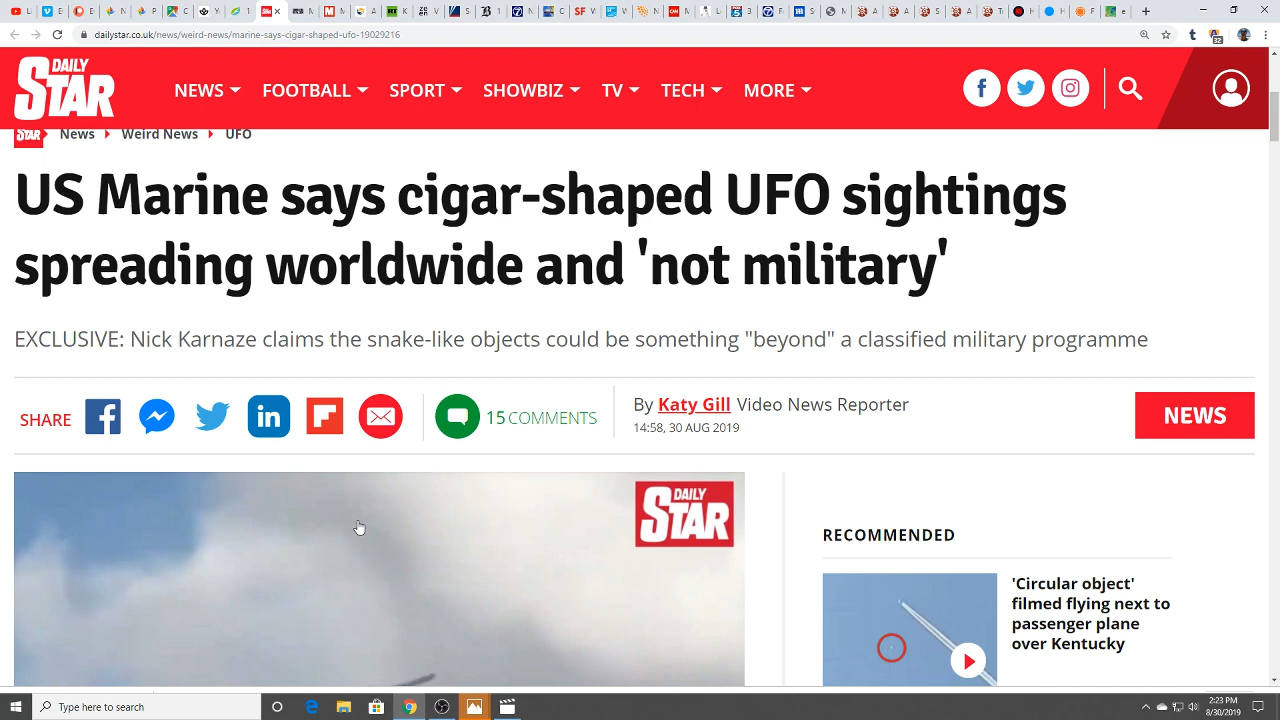 dailystar.co.uk/news/weird-news/marine-says-cigar-shaped-ufo-19029216
32
DAILY
STAR
NEWS
FOOTBALL
SPORT
SHOWBIZ
TV
TECH
MORE
STAR News Weird News UFO
US Marine says cigar-shaped UFO sightings
spreading worldwide and 'not military'
EXCLUSIVE: Nick Karnaze claims the snake-like objects could be something "beyond" a classified military programme
SHARE
15 COMMENTS
By Katy Gill Video News Reporter
14:58, 30 AUG 2019
NEWS
DAILY
STAR
RECOMMENDED
'Circular object'
filmed flying next to
passenger plane
over Kentucky
Type here to search
2:23 PM
8/30/2019